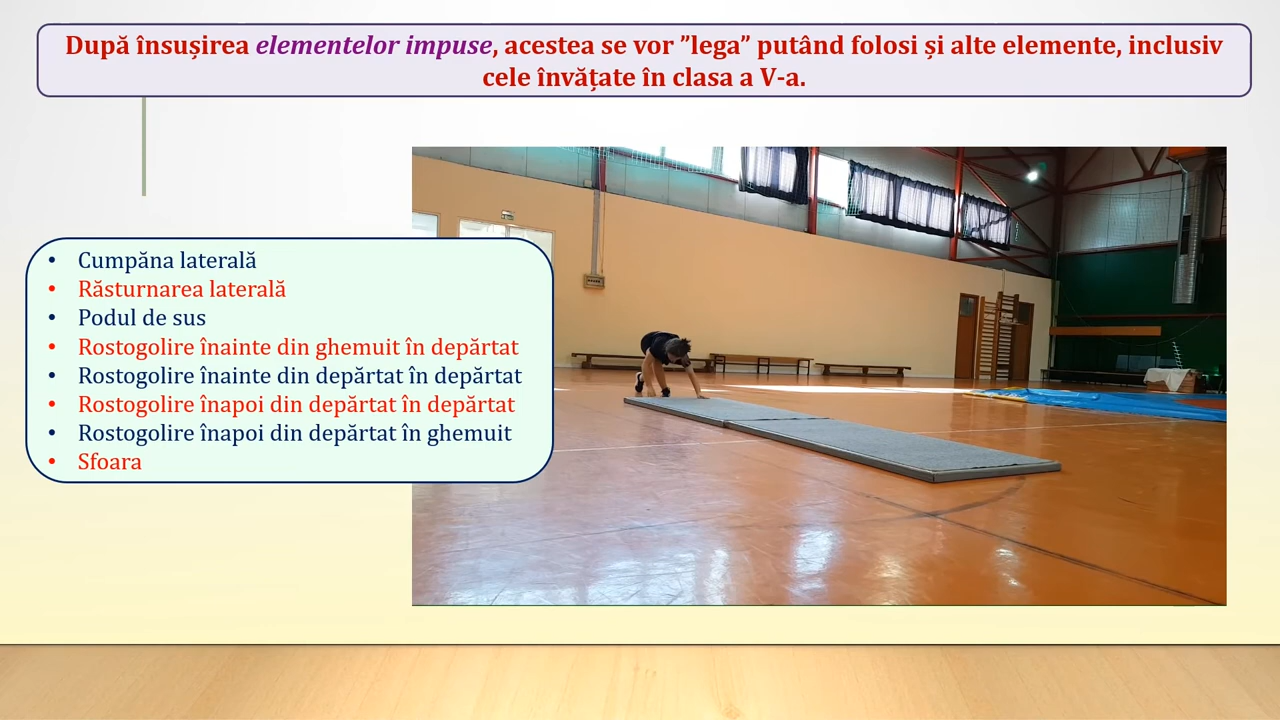 După însușirea elementelor impuse, acestea se vor ”lega” putând folosi și alte elemente, inclusiv
cele învățate în clasa a V-a.
• Cumpăna laterală
• Răsturnarea laterală
• Podul de sus
• Rostogolire înainte din ghemuit în depărtat
• Rostogolire înainte din depărtat în depărtat
• Rostogolire înapoi din depărtat în depărtat
• Rostogolire înapoi din depărtat în ghemuit
• Sfoara